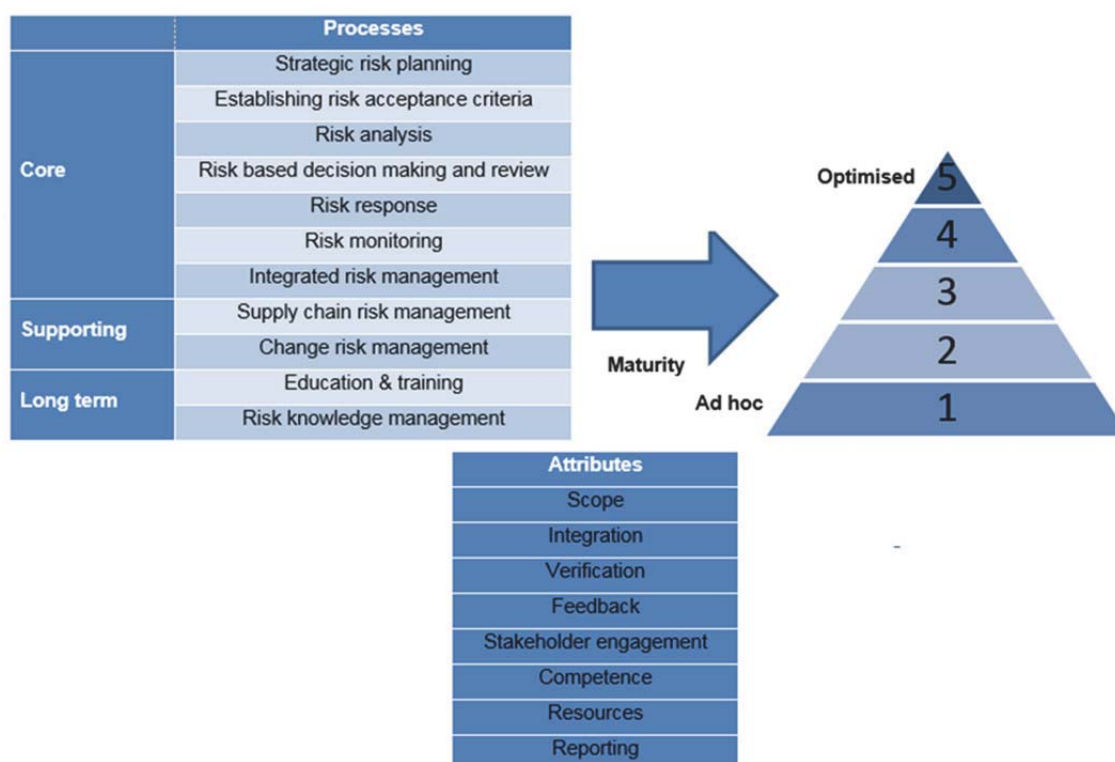 Processes
Core
Strategic risk planning
Establishing risk acceptance criteria
Risk analysis
Risk based decision making and review
Risk response
Risk monitoring
Integrated risk management
Supporting
Supply chain risk management
Change risk management
Long term
Education & training
Risk knowledge management
Maturity
Optimised
5
4
3
2
Ad hoc
1
Attributes
Scope
Integration
Verification
Feedback
Stakeholder engagement
Competence
Resources
Reporting
-